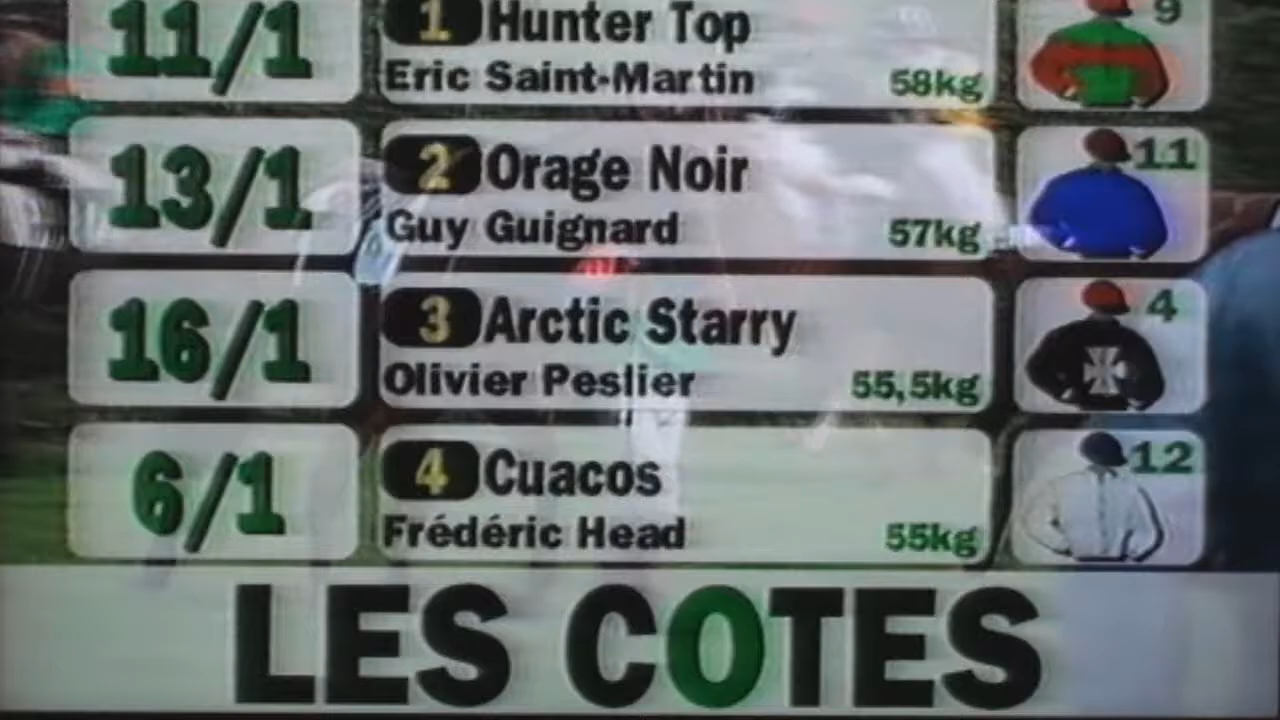 11/1 1 Hunter Top 9
Eric Saint-Martin 58kg
13/1 2 Orage Noir 11
Guy Guignard 57kg
16/1 3 Arctic Starry 4
Olivier Peslier 55,5kg
6/1 4 Cuacos 12
Frédéric Head 55kg
LES COTES